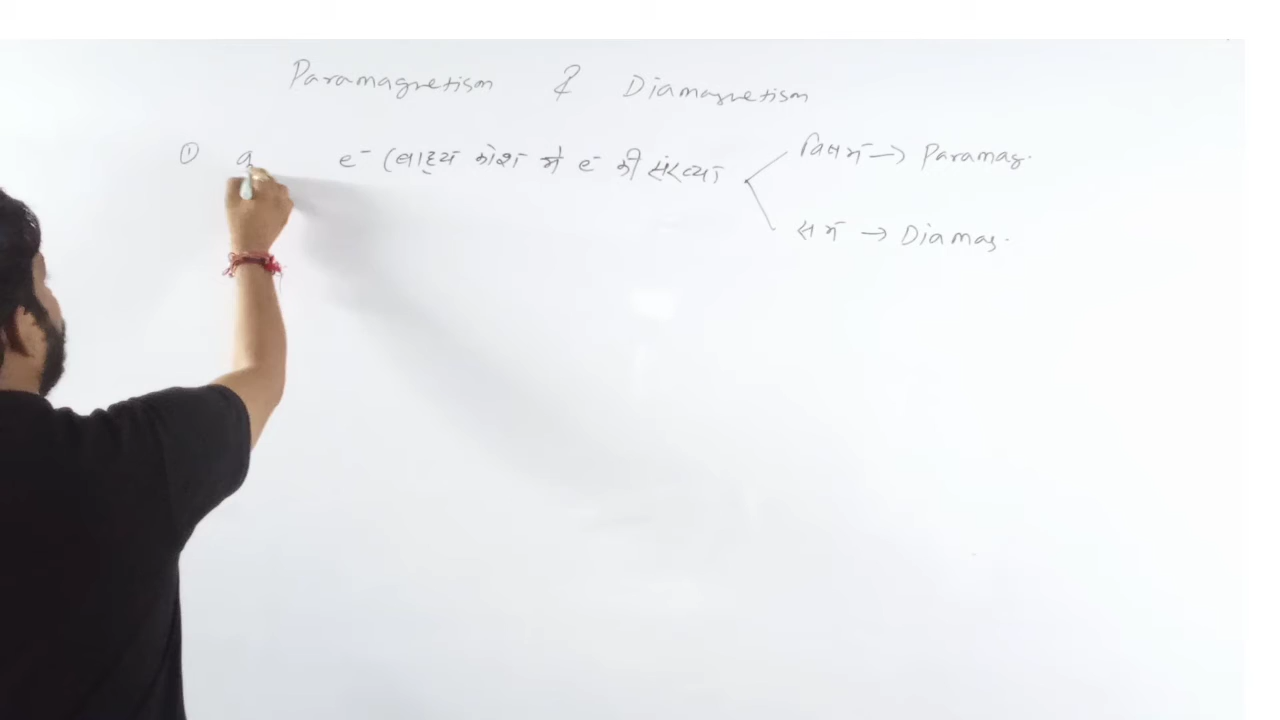 Paramagnetism & Diamagnetism
① e⁻ (बाह्य कोश में e⁻ की संख्या
विषम → Paramag.
सम → Diamag.